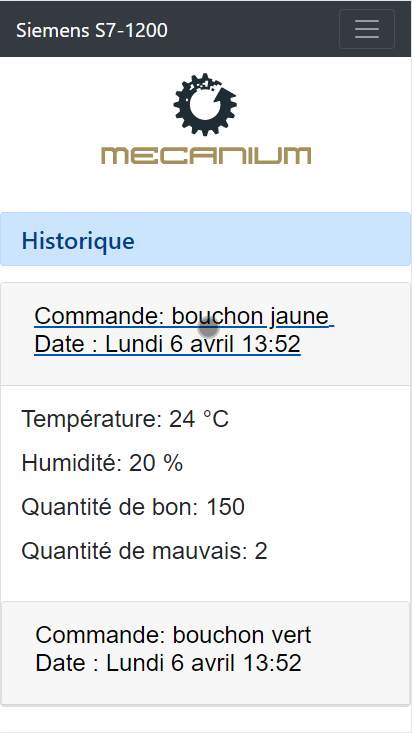 Siemens S7-1200
MECANIUM
Historique
Commande: bouchon jaune
Date : Lundi 6 avril 13:52
Température: 24 °C
Humidité: 20 %
Quantité de bon: 150
Quantité de mauvais: 2
Commande: bouchon vert
Date : Lundi 6 avril 13:52